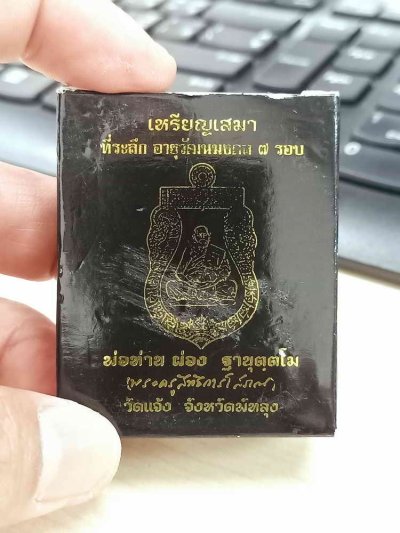 เหรียญเสมา
ที่ระลึก อายุวัฒนมงคล ๗ รอบ
พ่อท่าน ผ่อง ฐานุตฺตโม
วัดแจ้ง จังหวัดพัทลุง